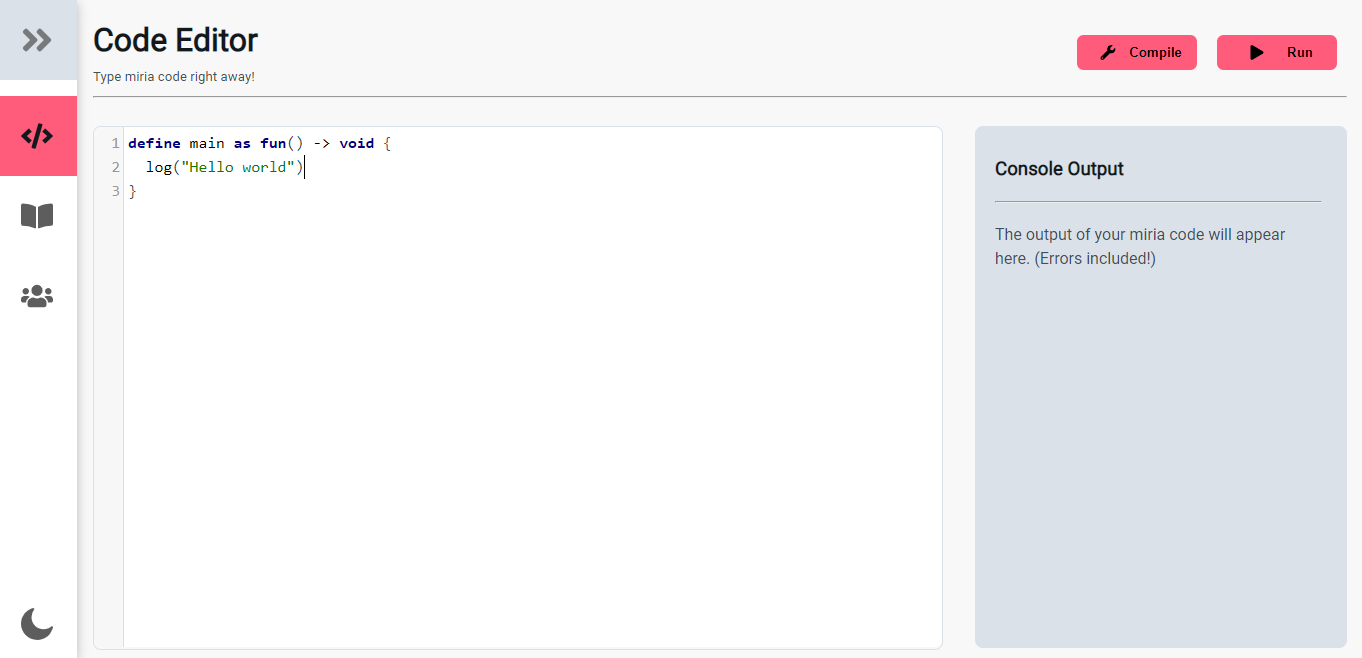 Code Editor
Type miria code right away!
Compile
Run
1 define main as fun() -> void {
2   log("Hello world")
3 }
Console Output
The output of your miria code will appear
here. (Errors included!)